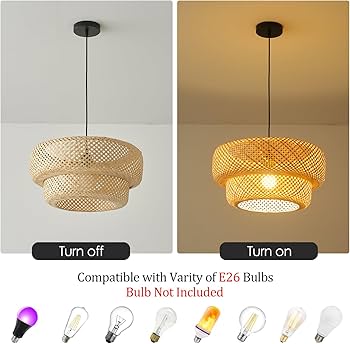 Turn off
Turn on
Compatible with Varity of E26 Bulbs
Bulb Not Included